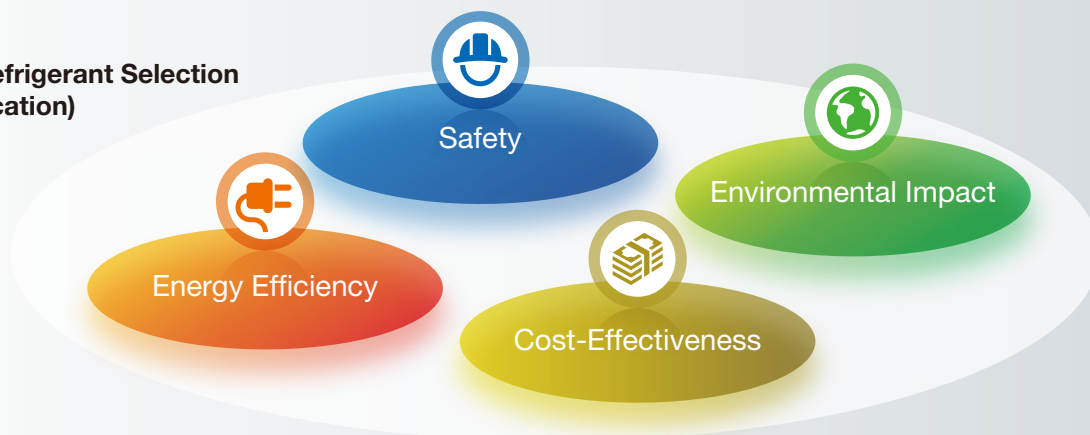 efrigerant Selection
cation)
Safety
Environmental Impact
Energy Efficiency
Cost-Effectiveness